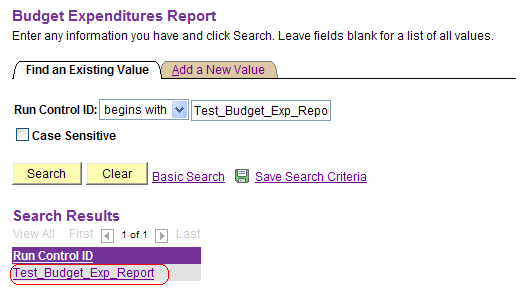 Budget Expenditures Report
Enter any information you have and click Search. Leave fields blank for a list of all values.
Find an Existing Value Add a New Value
Run Control ID: begins with Test_Budget_Exp_Repo
Case Sensitive
Search Clear Basic Search Save Search Criteria
Search Results
View All First 1 of 1 Last
Run Control ID
Test_Budget_Exp_Report